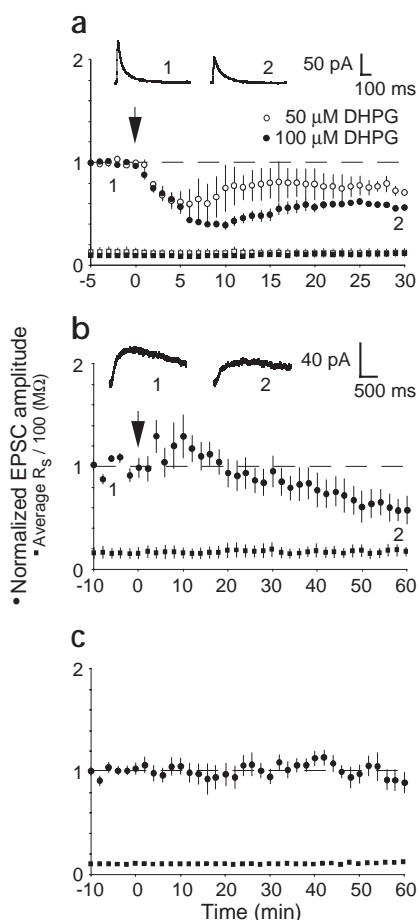 a
2
1
2
50 pA
100 ms
○ 50 µM DHPG
● 100 µM DHPG
1
1
2
0
-5 0 5 10 15 20 25 30
b
2
1
2
40 pA
500 ms
1
1
2
0
-10 0 10 20 30 40 50 60
● Normalized EPSC amplitude
■ Average Rs / 100 (MΩ)
c
2
1
0
-10 0 10 20 30 40 50 60
Time (min)